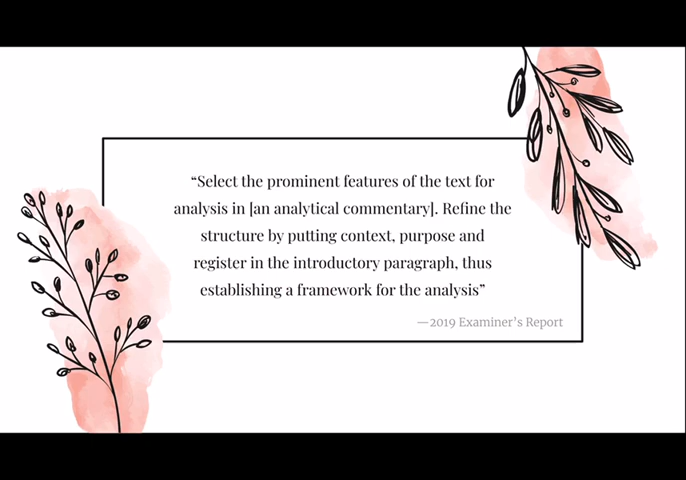 “Select the prominent features of the text for
analysis in [an analytical commentary]. Refine the
structure by putting context, purpose and
register in the introductory paragraph, thus
establishing a framework for the analysis”
—2019 Examiner’s Report